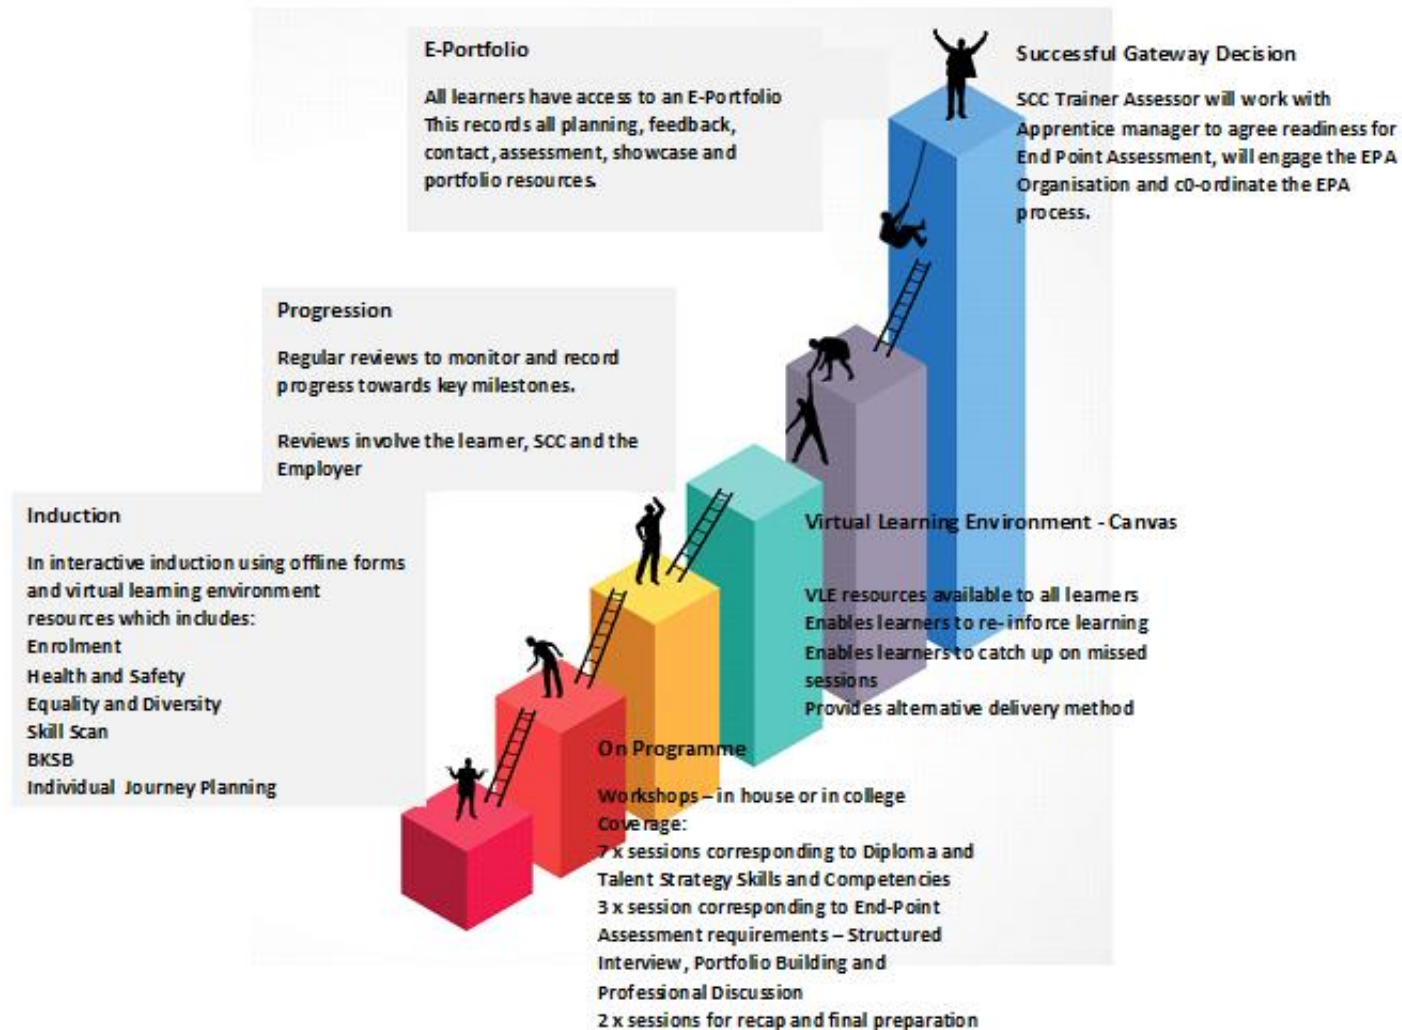 E-Portfolio
All learners have access to an E-Portfolio
This records all planning, feedback,
contact, assessment, showcase and
portfolio resources.
Successful Gateway Decision
SCC Trainer Assessor will work with
Apprentice manager to agree readiness for
End Point Assessment, will engage the EPA
Organisation and c0-ordinate the EPA
process.
Progression
Regular reviews to monitor and record
progress towards key milestones.
Reviews involve the learner, SCC and the
Employer
Induction
In interactive induction using offline forms
and virtual learning environment
resources which includes:
Enrolment
Health and Safety
Equality and Diversity
Skill Scan
BKSB
Individual Journey Planning
Virtual Learning Environment - Canvas
VLE resources available to all learners
Enables learners to re-inforce learning
Enables learners to catch up on missed
sessions
Provides alternative delivery method
On Programme
Workshops – in house or in college
Coverage:
7 x sessions corresponding to Diploma and
Talent Strategy Skills and Competencies
3 x session corresponding to End-Point
Assessment requirements – Structured
Interview, Portfolio Building and
Professional Discussion
2 x sessions for recap and final preparation